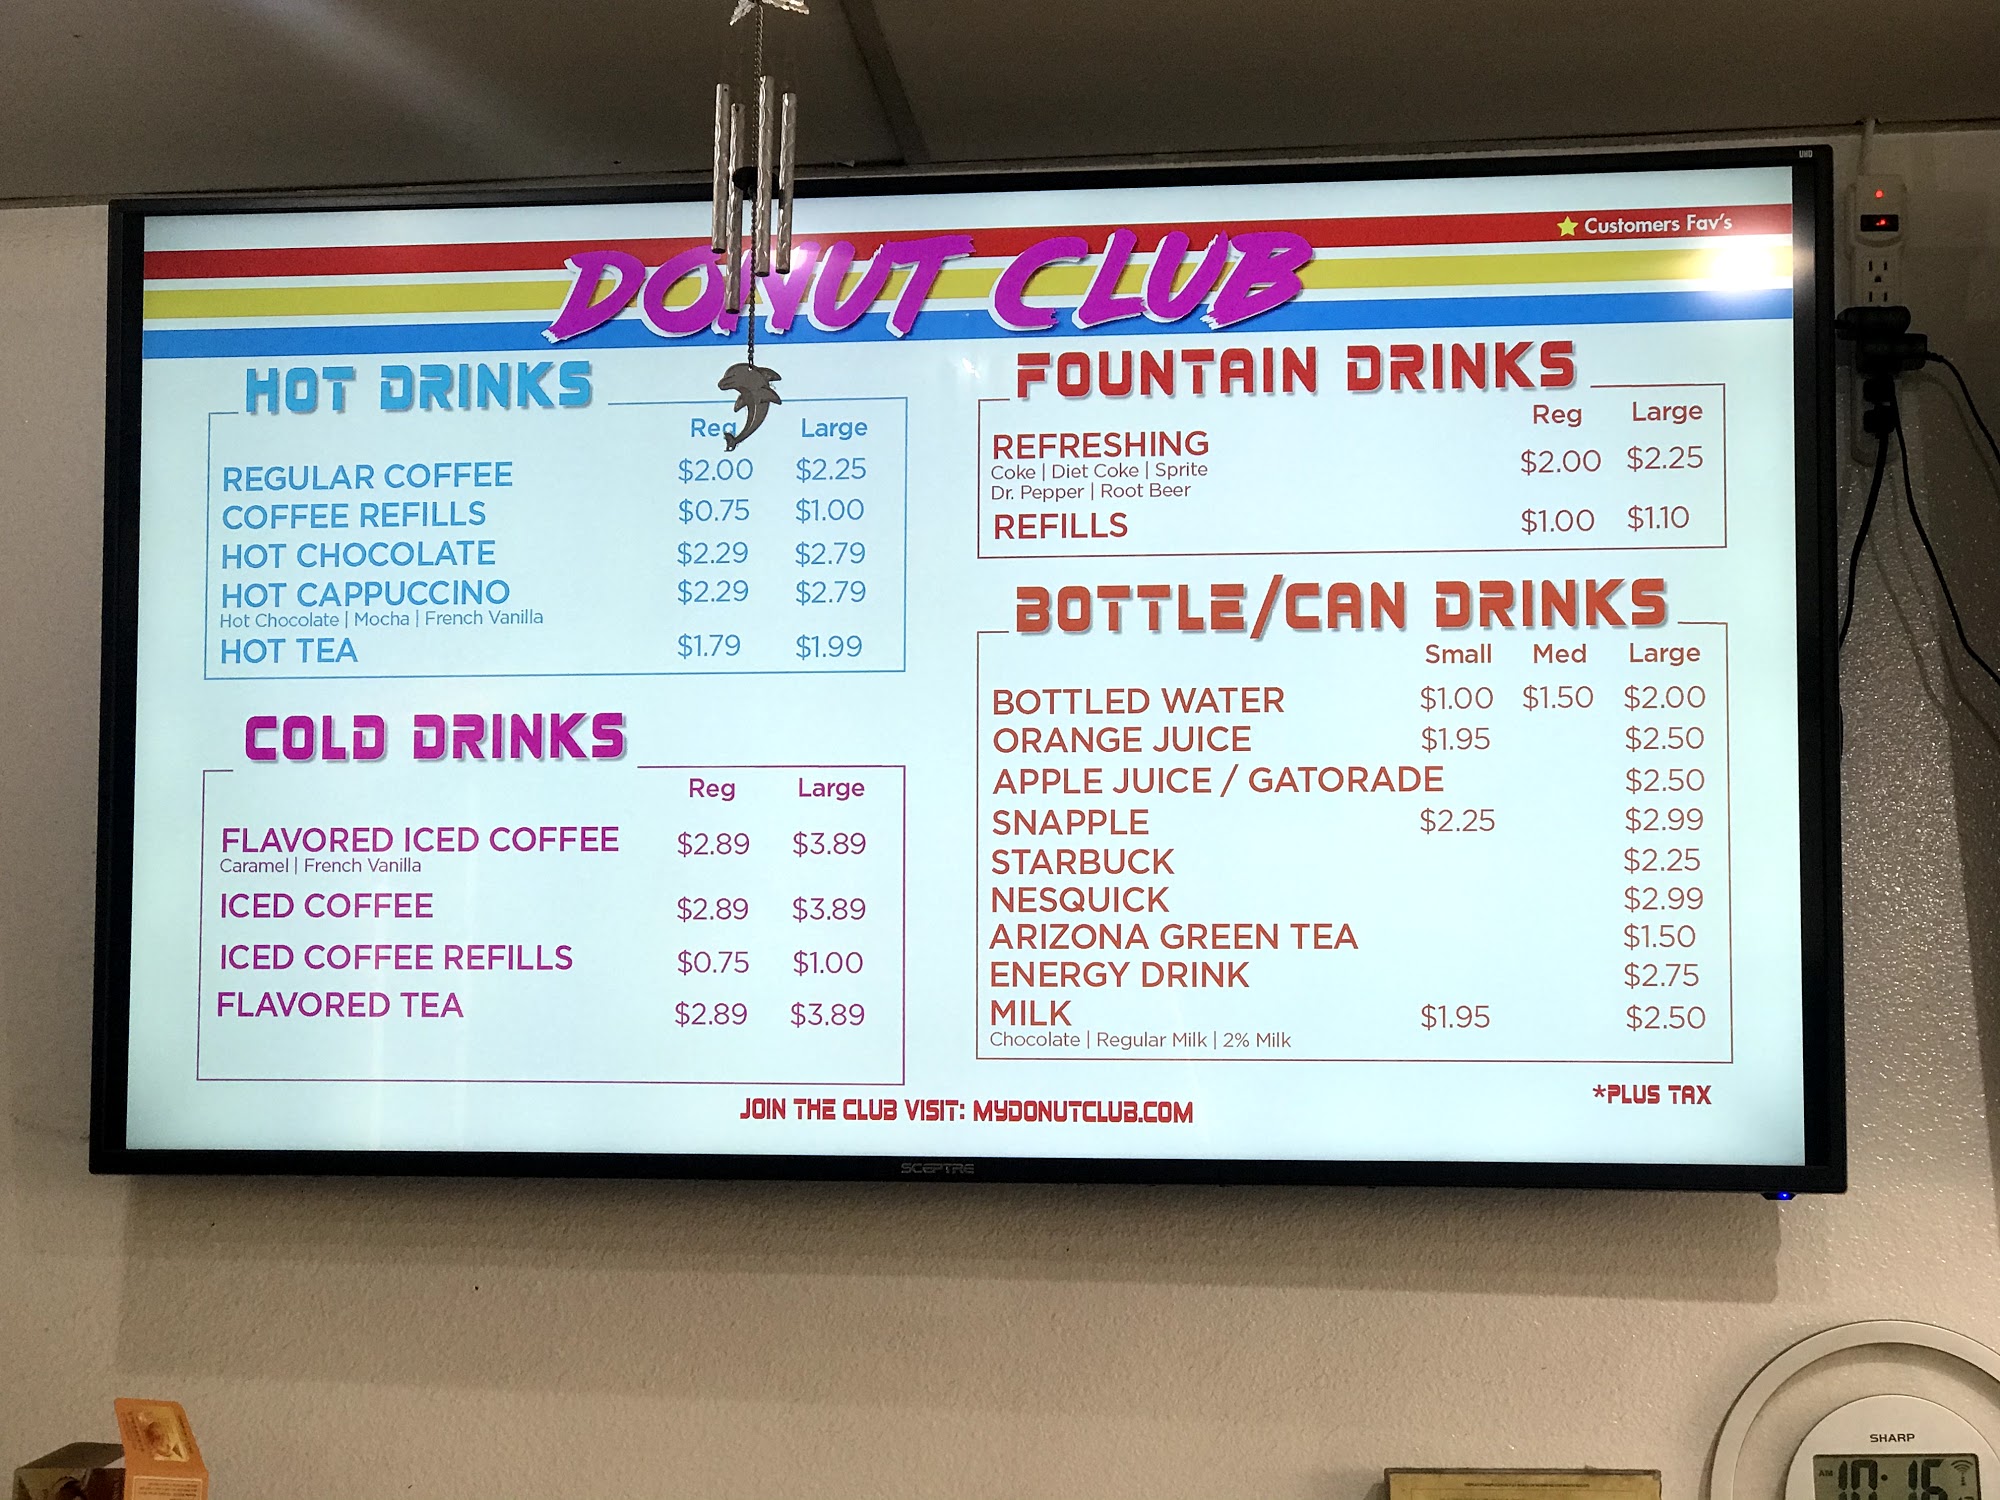 UHD
★ Customers Fav's
DONUT CLUB
HOT DRINKS
Reg Large
REGULAR COFFEE $2.00 $2.25
COFFEE REFILLS $0.75 $1.00
HOT CHOCOLATE $2.29 $2.79
HOT CAPPUCCINO $2.29 $2.79
Hot Chocolate | Mocha | French Vanilla
HOT TEA $1.79 $1.99
COLD DRINKS
Reg Large
FLAVORED ICED COFFEE $2.89 $3.89
Caramel | French Vanilla
ICED COFFEE $2.89 $3.89
ICED COFFEE REFILLS $0.75 $1.00
FLAVORED TEA $2.89 $3.89
FOUNTAIN DRINKS
Reg Large
REFRESHING $2.00 $2.25
Coke | Diet Coke | Sprite
Dr. Pepper | Root Beer
REFILLS $1.00 $1.10
BOTTLE/CAN DRINKS
Small Med Large
BOTTLED WATER $1.00 $1.50 $2.00
ORANGE JUICE $1.95 $2.50
APPLE JUICE / GATORADE $2.50
SNAPPLE $2.25 $2.99
STARBUCK $2.25
NESQUICK $2.99
ARIZONA GREEN TEA $1.50
ENERGY DRINK $2.75
MILK $1.95 $2.50
Chocolate | Regular Milk | 2% Milk
*PLUS TAX
JOIN THE CLUB VISIT: MYDONUTCLUB.COM
SCEPTRE
SHARP
AM 10:16